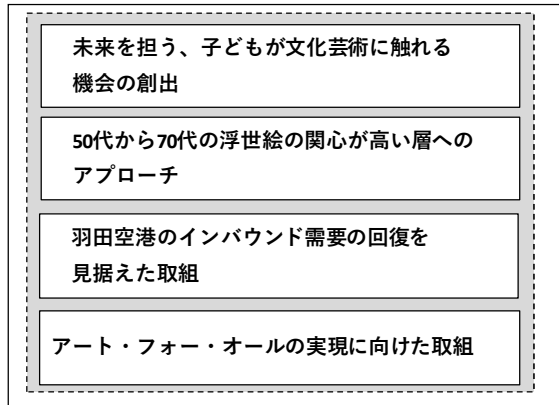 未来を担う、子どもが文化芸術に触れる
機会の創出
50代から70代の浮世絵の関心が高い層への
アプローチ
羽田空港のインバウンド需要の回復を
見据えた取組
アート・フォー・オールの実現に向けた取組